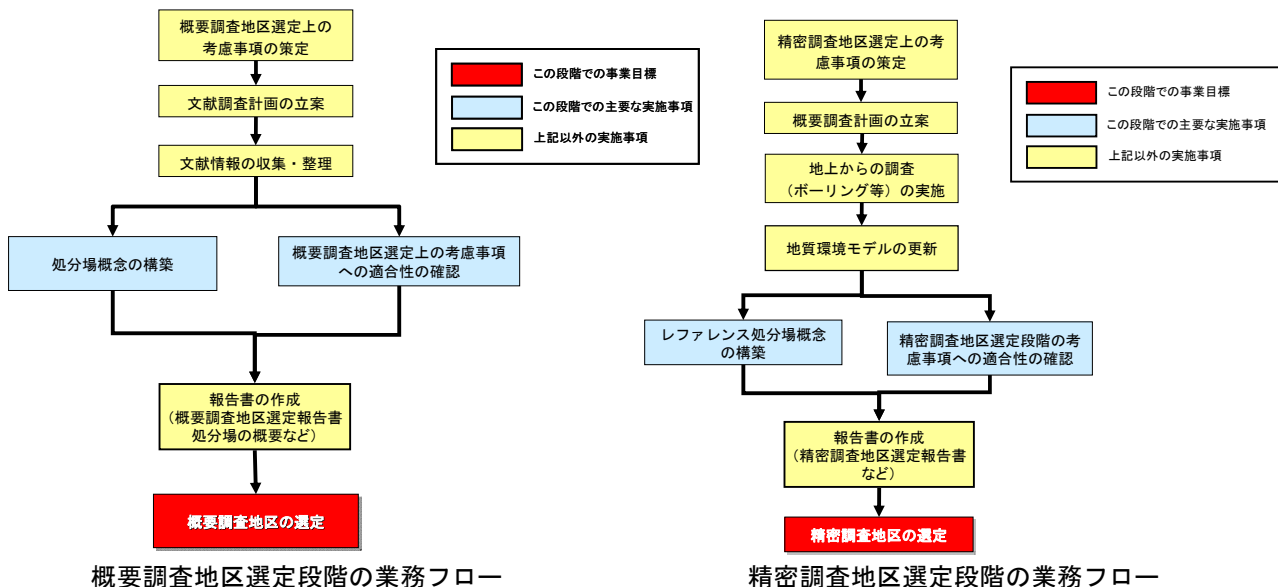 概要調査地区選定上の
考慮事項の策定
文献調査計画の立案
文献情報の収集・整理
処分場概念の構築
概要調査地区選定上の考慮事項
への適合性の確認
報告書の作成
（概要調査地区選定報告書
処分場の概要など）
概要調査地区の選定
この段階での事業目標
この段階での主要な実施事項
上記以外の実施事項
概要調査地区選定段階の業務フロー
精密調査地区選定上の考
慮事項の策定
概要調査計画の立案
地上からの調査
（ボーリング等）の実施
地質環境モデルの更新
レファレンス処分場概念
の構築
精密調査地区選定段階の考
慮事項への適合性の確認
報告書の作成
（精密調査地区選定報告書
など）
精密調査地区の選定
この段階での事業目標
この段階での主要な実施事項
上記以外の実施事項
精密調査地区選定段階の業務フロー